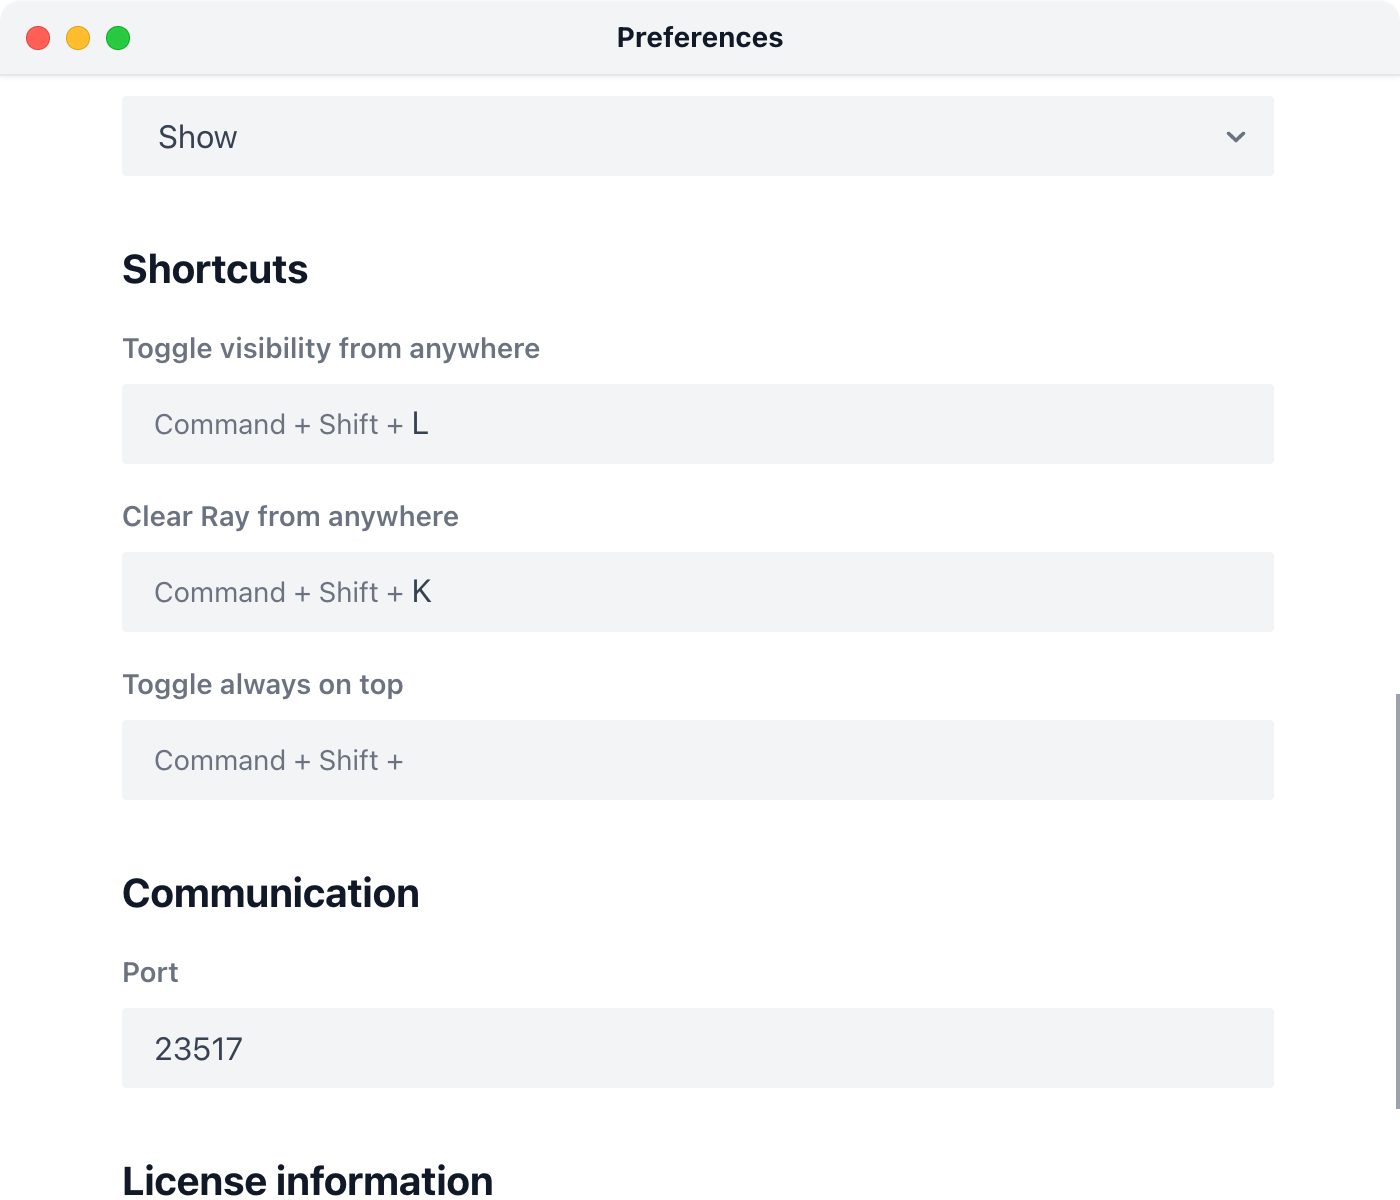 Preferences
Show
Shortcuts
Toggle visibility from anywhere
Command + Shift + L
Clear Ray from anywhere
Command + Shift + K
Toggle always on top
Command + Shift +
Communication
Port
23517
License information